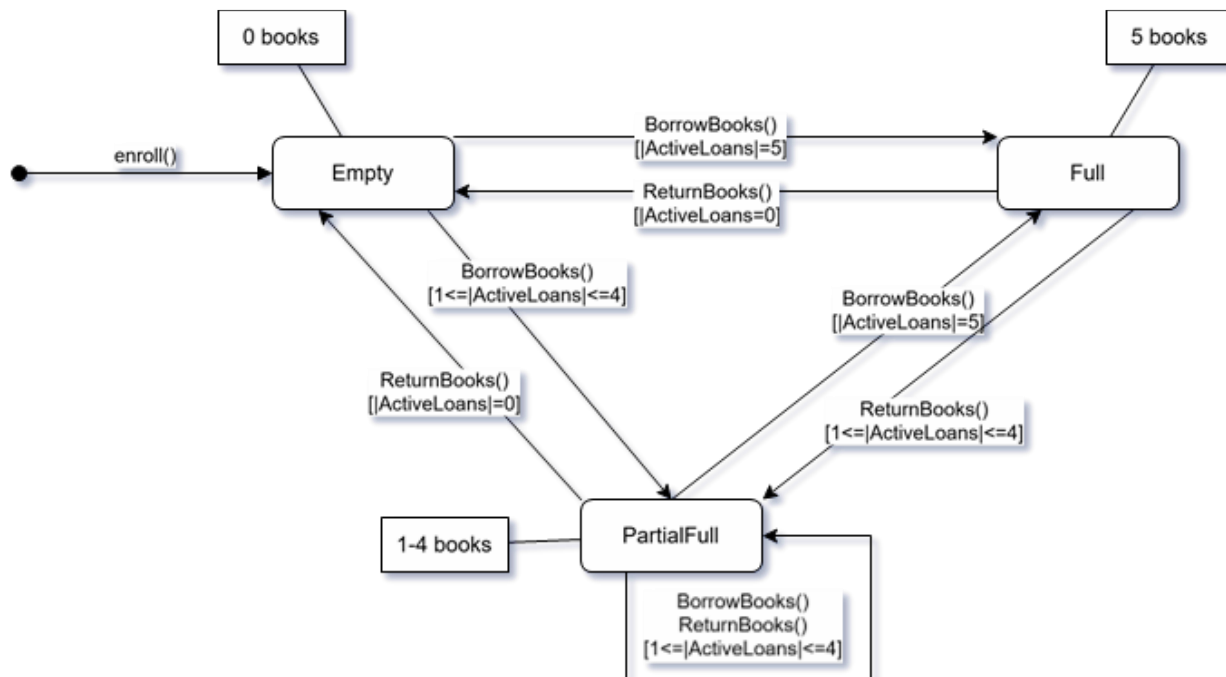 0 books
5 books
enroll()
Empty
BorrowBooks()
[|ActiveLoans|=5]
Full
ReturnBooks()
[|ActiveLoans=0]
BorrowBooks()
[1<=|ActiveLoans|<=4]
BorrowBooks()
[|ActiveLoans|=5]
ReturnBooks()
[|ActiveLoans|=0]
ReturnBooks()
[1<=|ActiveLoans|<=4]
1-4 books
PartialFull
BorrowBooks()
ReturnBooks()
[1<=|ActiveLoans|<=4]